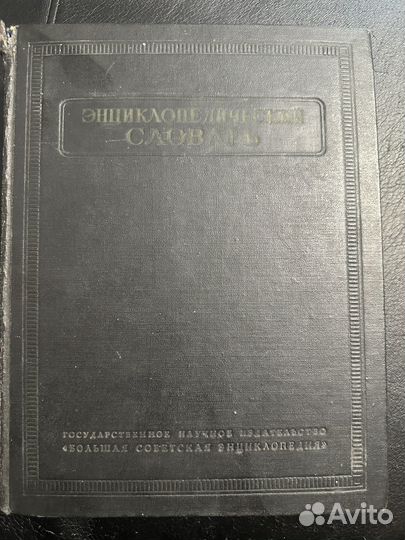 ЭНЦИКЛОПЕДИЧЕСКИЙ
СЛОВАРЬ
ГОСУДАРСТВЕННОЕ НАУЧНОЕ ИЗДАТЕЛЬСТВО
«БОЛЬШАЯ СОВЕТСКАЯ ЭНЦИКЛОПЕДИЯ»
Avito